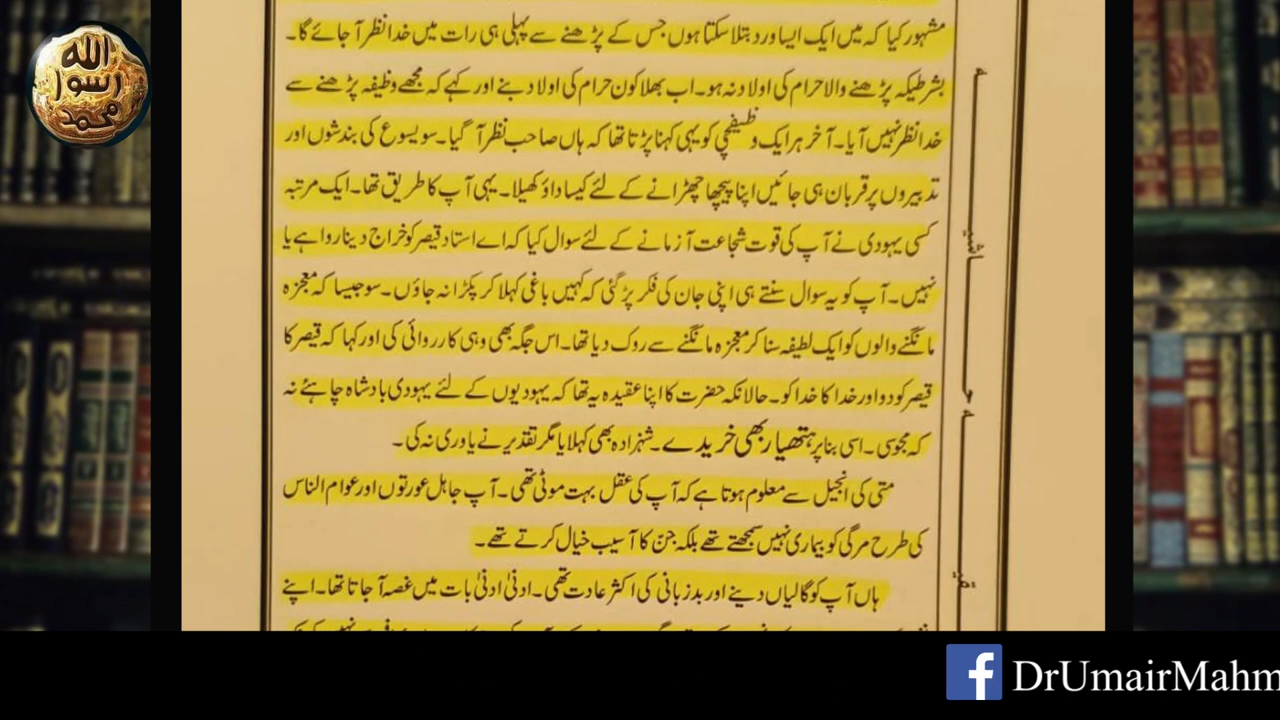 مشہور کیا کہ میں ایک ایسا ورد بتلا سکتا ہوں جس کے پڑھنے سے پہلی ہی رات میں خدا نظر آ جائے گا۔
بشرطیکہ پڑھنے والا حرام کی اولاد نہ ہو۔ اب بھلا کون حرام کی اولاد بنے اور کہے کہ مجھے وظیفہ پڑھنے سے
خدا نظر نہیں آیا۔ آخر ہر ایک وظیفچی کو یہی کہنا پڑتا تھا کہ ہاں صاحب نظر آ گیا۔ سو یسوع کی بندشوں اور
تدبیروں پر قربان ہی جائیں اپنا پیچھا چھڑانے کے لئے کیسا داؤ کھیلا۔ یہی آپ کا طریق تھا۔ ایک مرتبہ
کسی یہودی نے آپ کی قوت شجاعت آزمانے کے لئے سوال کیا کہ اے استاد قیصر کو خراج دینا روا ہے یا
نہیں۔ آپ کو یہ سوال سنتے ہی اپنی جان کی فکر پڑ گئی کہ کہیں باغی کہلا کر پکڑا نہ جاؤں۔ سو جیسا کہ معجزہ
مانگنے والوں کو ایک لطیفہ سنا کر معجزہ مانگنے سے روک دیا تھا۔ اس جگہ بھی وہی کارروائی کی اور کہا کہ قیصر کا
قیصر کو دو اور خدا کا خدا کو۔ حالانکہ حضرت کا اپنا عقیدہ یہ تھا کہ یہودیوں کے لئے یہودی بادشاہ چاہئے نہ
کہ مجوسی۔ اسی بنا پر ہتھیار بھی خریدے۔ شہزادہ بھی کہلایا مگر تقدیر نے یاوری نہ کی۔
متی کی انجیل سے معلوم ہوتا ہے کہ آپ کی عقل بہت موٹی تھی۔ آپ جاہل عورتوں اور عوام الناس
کی طرح مرگی کو بیماری نہیں سمجھتے تھے بلکہ جنّ کا آسیب خیال کرتے تھے۔
ہاں آپ کو گالیاں دینے اور بدزبانی کی اکثر عادت تھی۔ ادنیٰ ادنیٰ بات میں غصہ آ جاتا تھا۔ اپنے
بقیہ حاشیہ
الله
رسول
محمد
DrUmairMahm